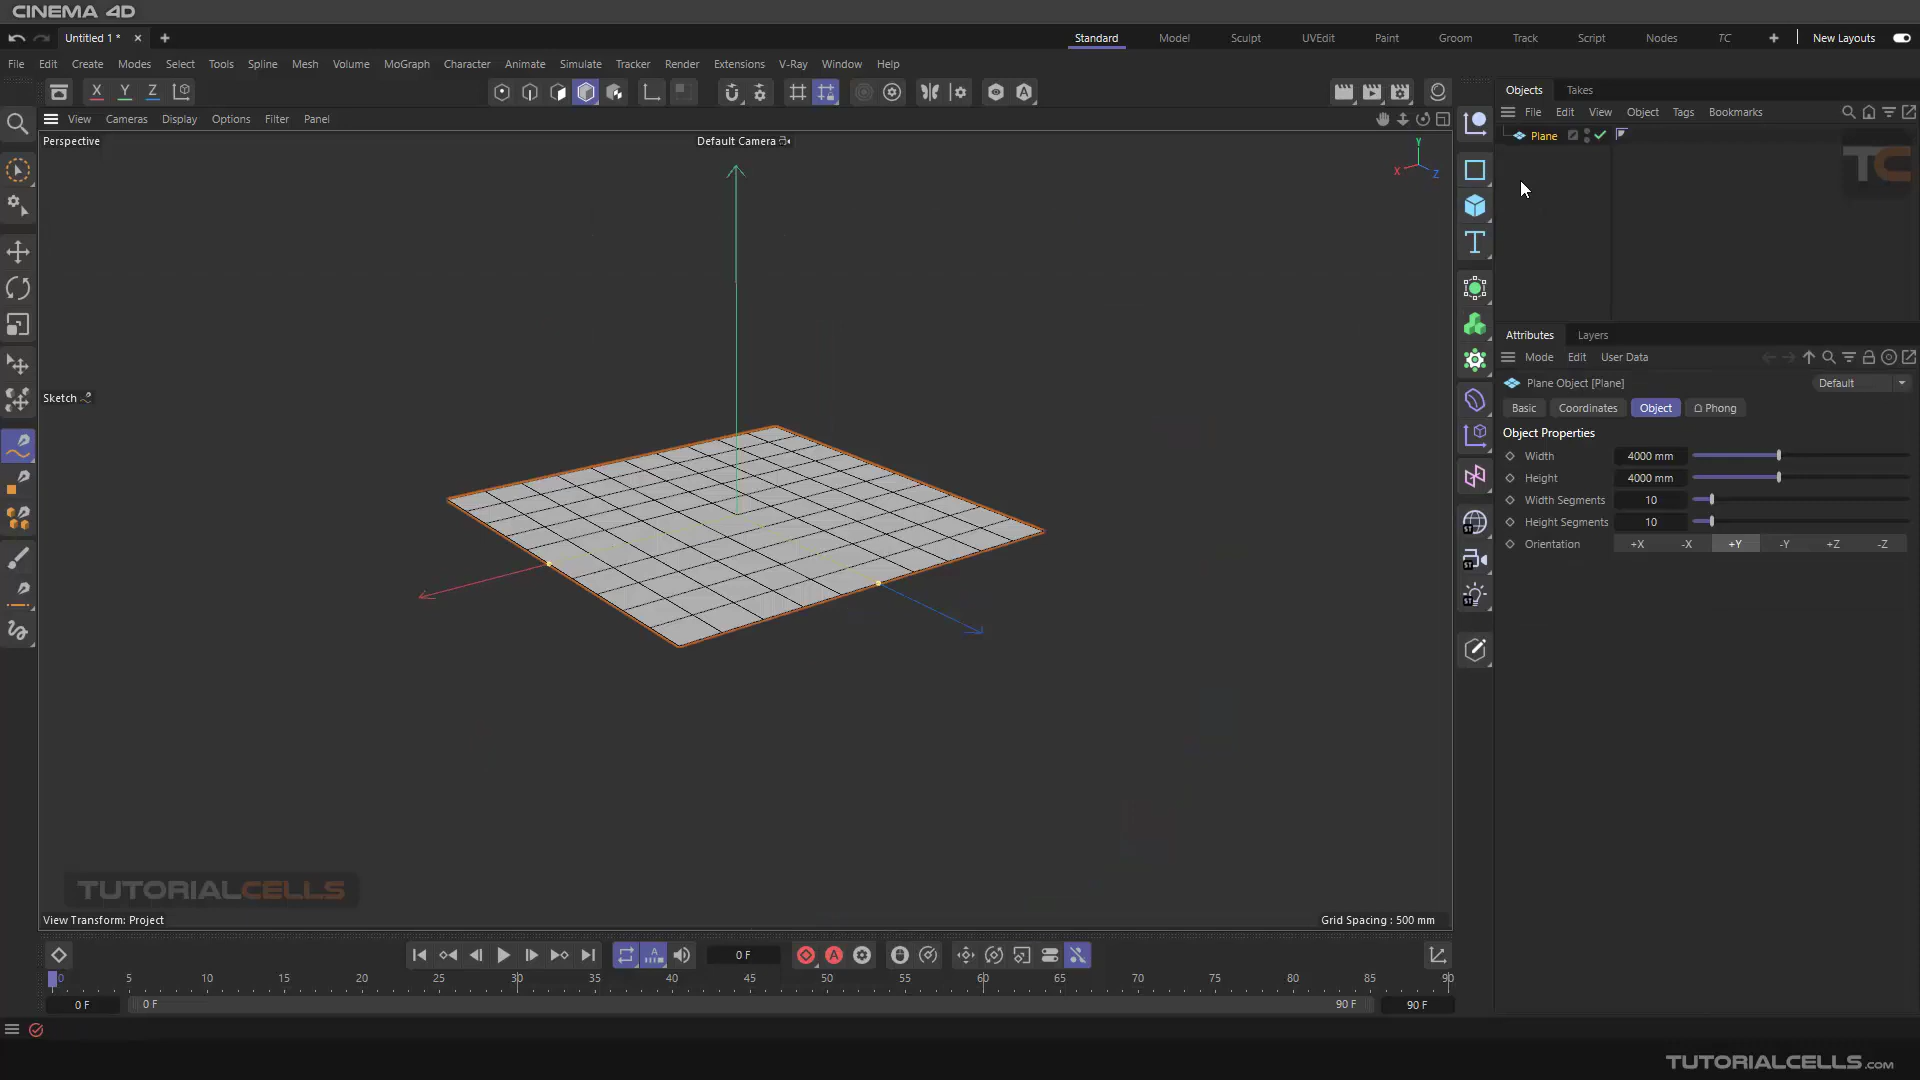 CINEMA 4D
Untitled 1 *
Standard Model Sculpt UVEdit Paint Groom Track Script Nodes TC New Layouts
File Edit Create Modes Select Tools Spline Mesh Volume MoGraph Character Animate Simulate Tracker Render Extensions V-Ray Window Help
X Y Z
Objects Takes
File Edit View Object Tags Bookmarks
View Cameras Display Options Filter Panel
Perspective
Default Camera
Y
X
Z
Plane
TC
Sketch
Attributes Layers
Mode Edit User Data
Plane Object [Plane]
Default
Basic Coordinates Object Phong
Object Properties
Width 4000 mm
Height 4000 mm
Width Segments 10
Height Segments 10
Orientation +X -X +Y -Y +Z -Z
ST
ST
ST
TUTORIALCELLS
View Transform: Project
Grid Spacing : 500 mm
0 F
0 5 10 15 20 25 30 35 40 45 50 55 60 65 70 75 80 85 90
0 F 0 F 90 F 90 F
TUTORIALCELLS.COM